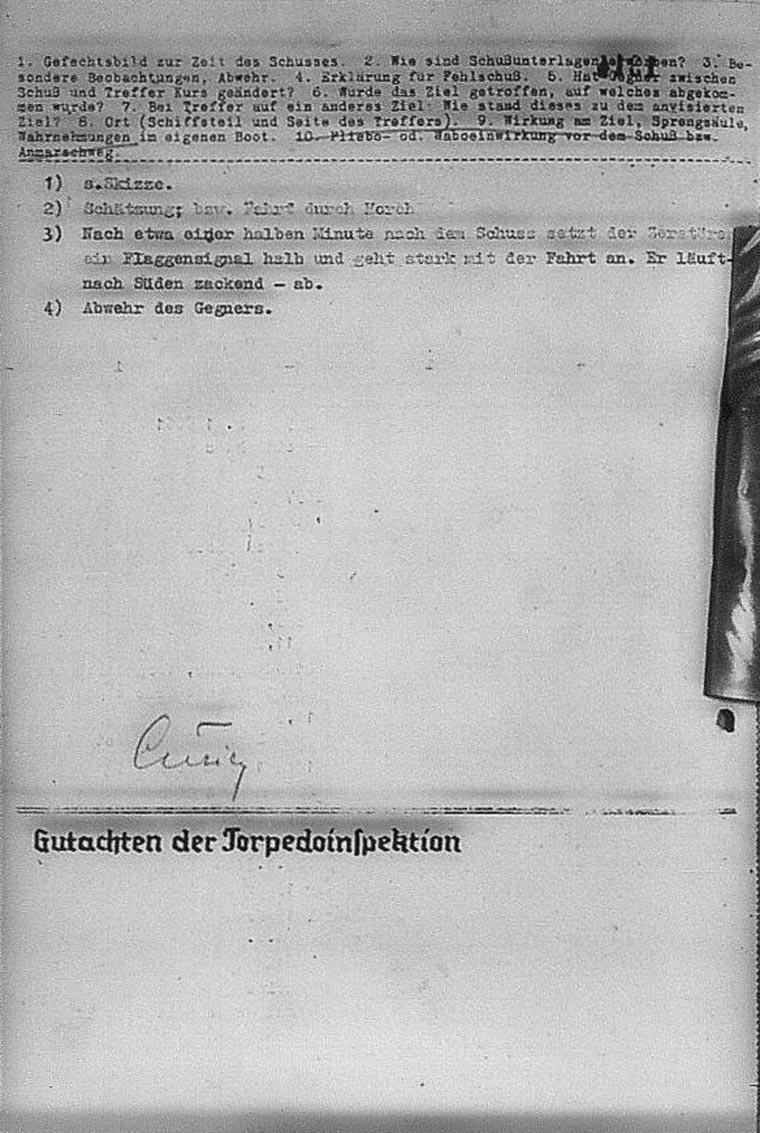 1. Gefechtsbild zur Zeit des Schusses. 2. Wie sind Schußunterlagen erworben? 3. Be-
sondere Beobachtungen, Abwehr. 4. Erklärung für Fehlschuß. 5. Hat Gegner zwischen
Schuß und Treffer Kurs geändert? 6. Wurde das Ziel getroffen, auf welches abgekom-
men wurde? 7. Bei Treffer auf ein anderes Ziel: Wie stand dieses zu dem anvisierten
Ziel? 8. Ort (Schiffsteil und Seite des Treffers). 9. Wirkung am Ziel, Sprengsäule,
Wahrnehmungen im eigenen Boot. 10. Fliebo- od. Waboeinwirkung vor dem Schuß bzw.
Anmarschweg.
1) s.Skizze.
2) Schätzung; bzw. Fahrt durch Horch
3) Nach etwa einer halben Minute nach dem Schuss setzt der Zerstöre
ein Flaggensignal halb und geht stark mit der Fahrt an. Er läuft-
nach Süden zackend - ab.
4) Abwehr des Gegners.
Gutachten der Torpedoinspektion